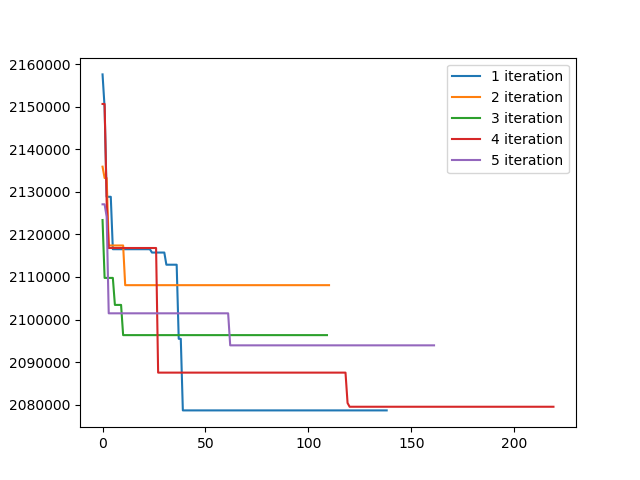 2160000
2150000
2140000
2130000
2120000
2110000
2100000
2090000
2080000
0 50 100 150 200
1 iteration
2 iteration
3 iteration
4 iteration
5 iteration